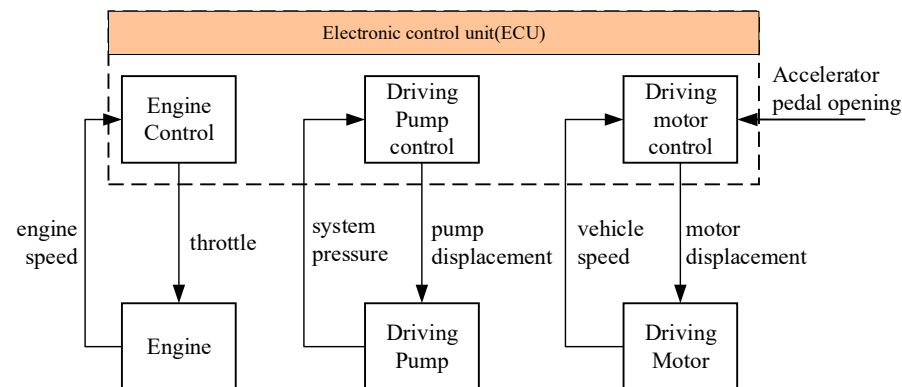 Electronic control unit(ECU)
Engine
Control
Driving
Pump
control
Driving
motor
control
Accelerator
pedal opening
engine
speed
throttle
system
pressure
pump
displacement
vehicle
speed
motor
displacement
Engine
Driving
Pump
Driving
Motor